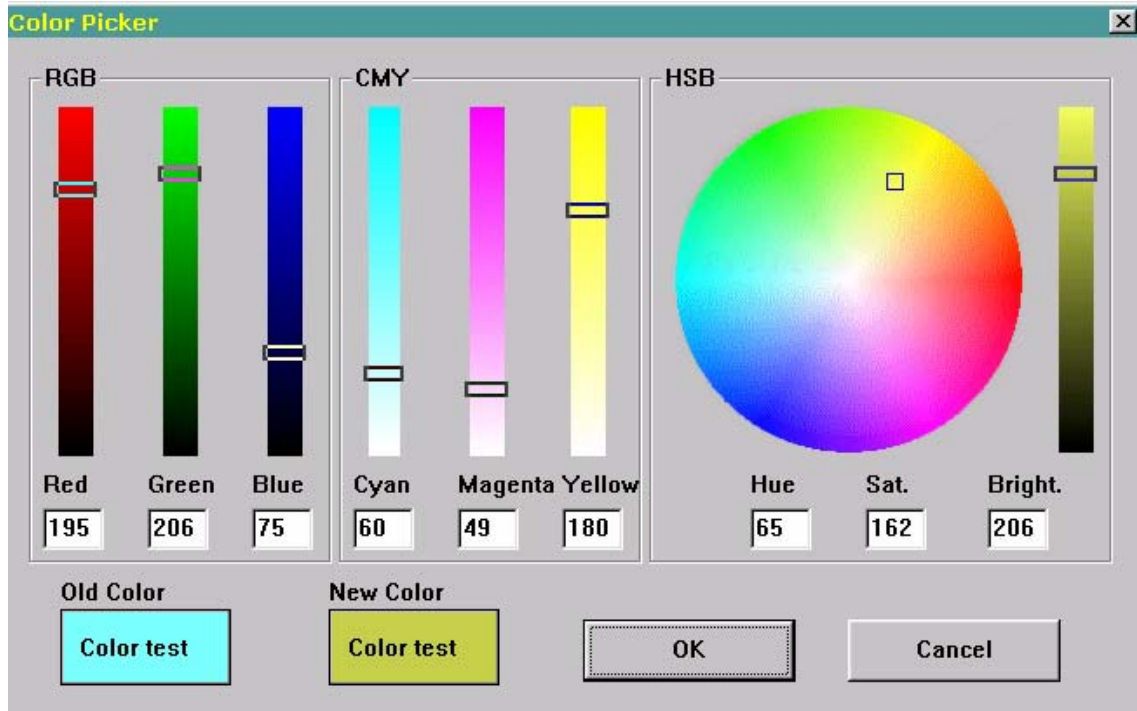 Color Picker
RGB
CMY
HSB
Red Green Blue
Cyan Magenta Yellow
Hue Sat. Bright.
195 206 75
60 49 180
65 162 206
Old Color
New Color
Color test
Color test
OK
Cancel